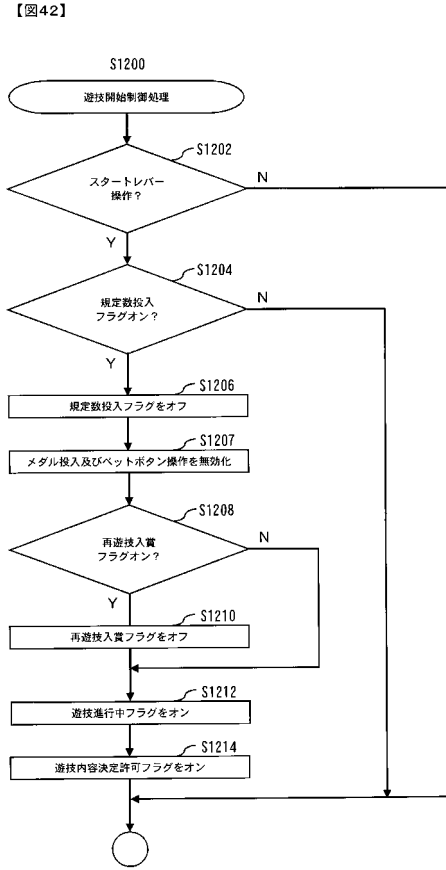 【図42】
S1200
遊技開始制御処理
S1202
スタートレバー
操作？
N
Y
S1204
規定数投入
フラグオン？
N
Y
S1206
規定数投入フラグをオフ
S1207
メダル投入及びベットボタン操作を無効化
S1208
再遊技入賞
フラグオン？
N
Y
S1210
再遊技入賞フラグをオフ
S1212
遊技進行中フラグをオン
S1214
遊技内容決定許可フラグをオン